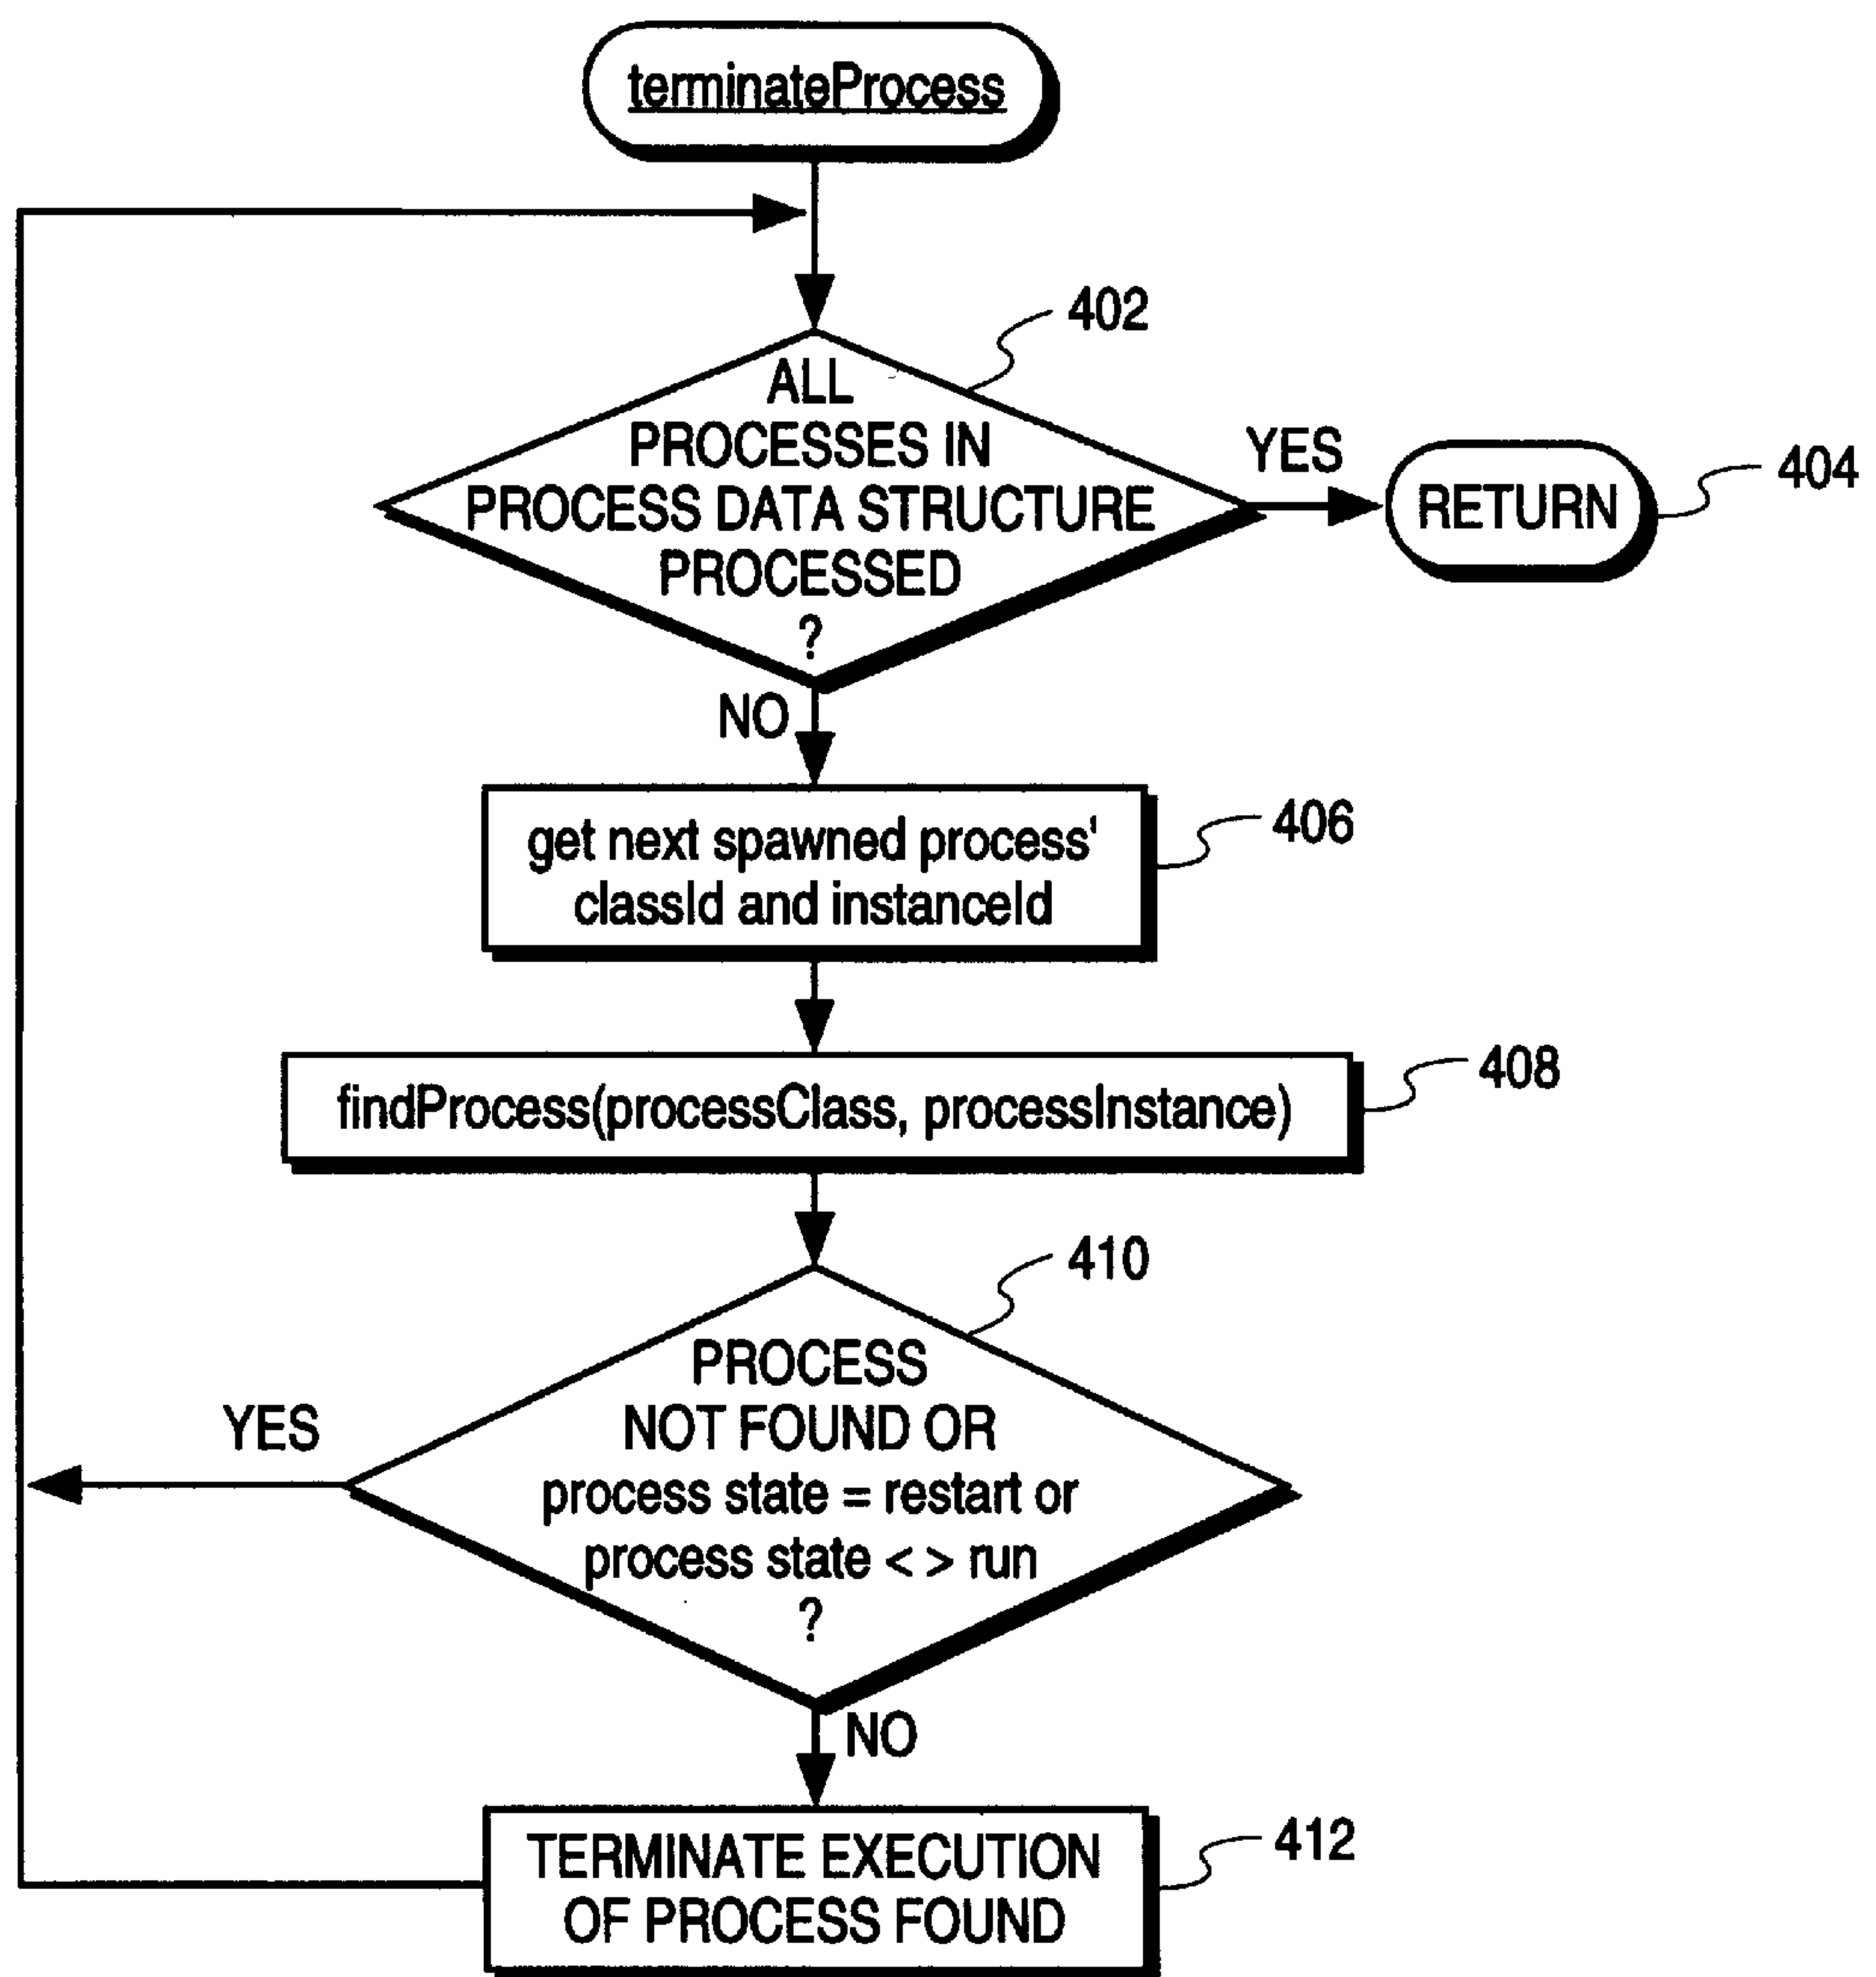 terminateProcess
402
ALL
PROCESSES IN
PROCESS DATA STRUCTURE
PROCESSED
?
YES
RETURN
404
NO
get next spawned process'
classId and instanceId
406
findProcess(processClass, processInstance)
408
410
PROCESS
NOT FOUND OR
process state = restart or
process state < > run
?
YES
NO
TERMINATE EXECUTION
OF PROCESS FOUND
412